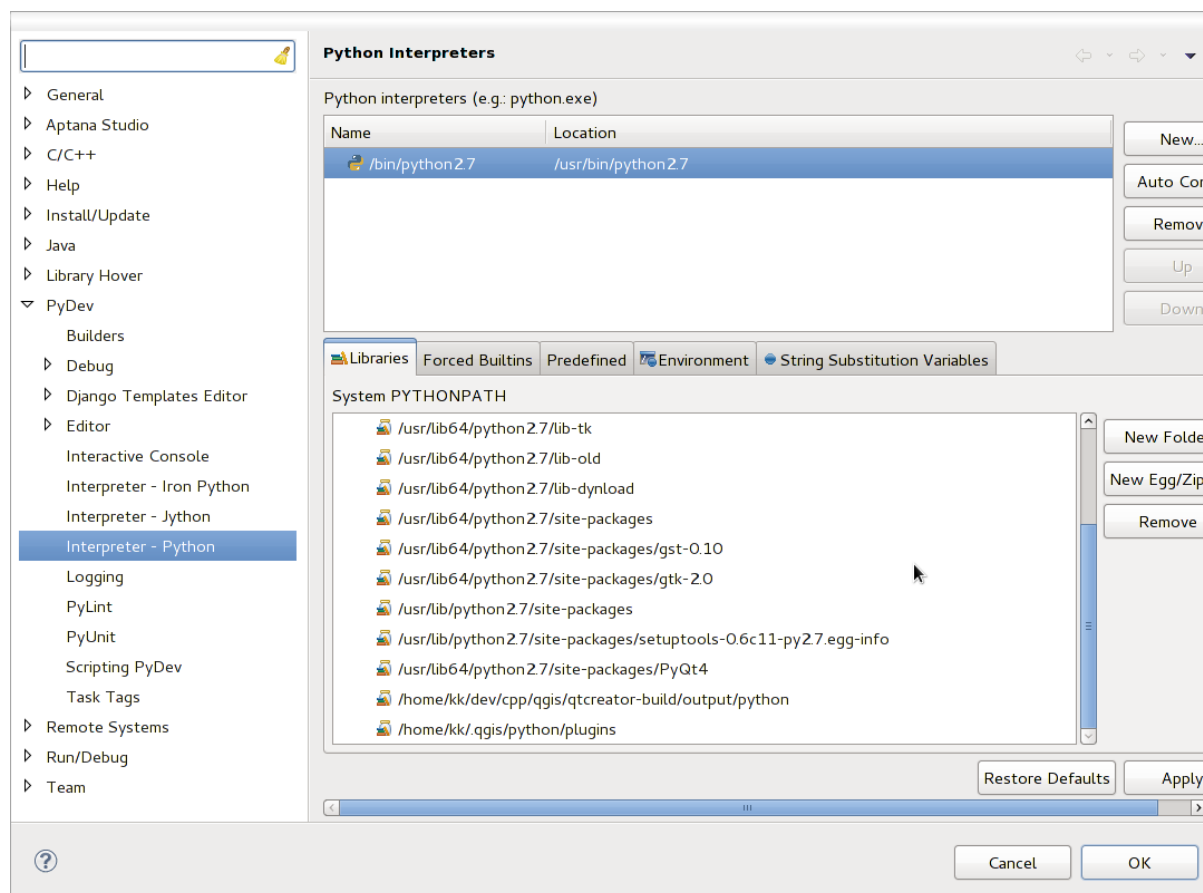 Python Interpreters
General
Aptana Studio
C/C++
Help
Install/Update
Java
Library Hover
PyDev
Builders
Debug
Django Templates Editor
Editor
Interactive Console
Interpreter - Iron Python
Interpreter - Jython
Interpreter - Python
Logging
PyLint
PyUnit
Scripting PyDev
Task Tags
Remote Systems
Run/Debug
Team
Python interpreters (e.g.: python.exe)
Name Location
/bin/python2.7 /usr/bin/python2.7
New...
Auto Con
Remov
Up
Down
Libraries Forced Builtins Predefined Environment String Substitution Variables
System PYTHONPATH
/usr/lib64/python2.7/lib-tk
/usr/lib64/python2.7/lib-old
/usr/lib64/python2.7/lib-dynload
/usr/lib64/python2.7/site-packages
/usr/lib64/python2.7/site-packages/gst-0.10
/usr/lib64/python2.7/site-packages/gtk-2.0
/usr/lib/python2.7/site-packages
/usr/lib/python2.7/site-packages/setuptools-0.6c11-py2.7.egg-info
/usr/lib64/python2.7/site-packages/PyQt4
/home/kk/dev/cpp/qgis/qtcreator-build/output/python
/home/kk/.qgis/python/plugins
New Folde
New Egg/Zip
Remove
Restore Defaults Apply
Cancel OK